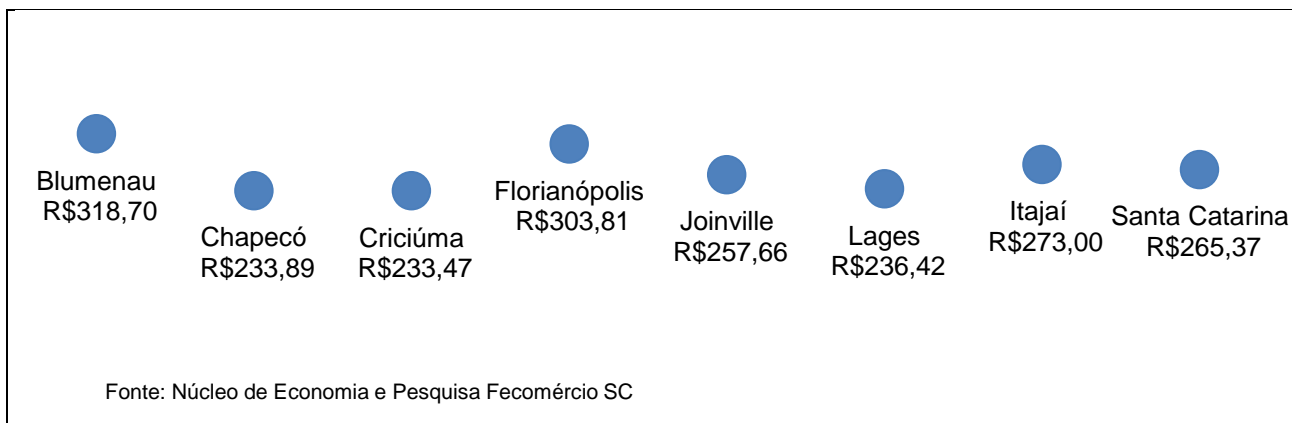 Blumenau
R$318,70
Chapecó
R$233,89
Criciúma
R$233,47
Florianópolis
R$303,81
Joinville
R$257,66
Lages
R$236,42
Itajaí
R$273,00
Santa Catarina
R$265,37
Fonte: Núcleo de Economia e Pesquisa Fecomércio SC